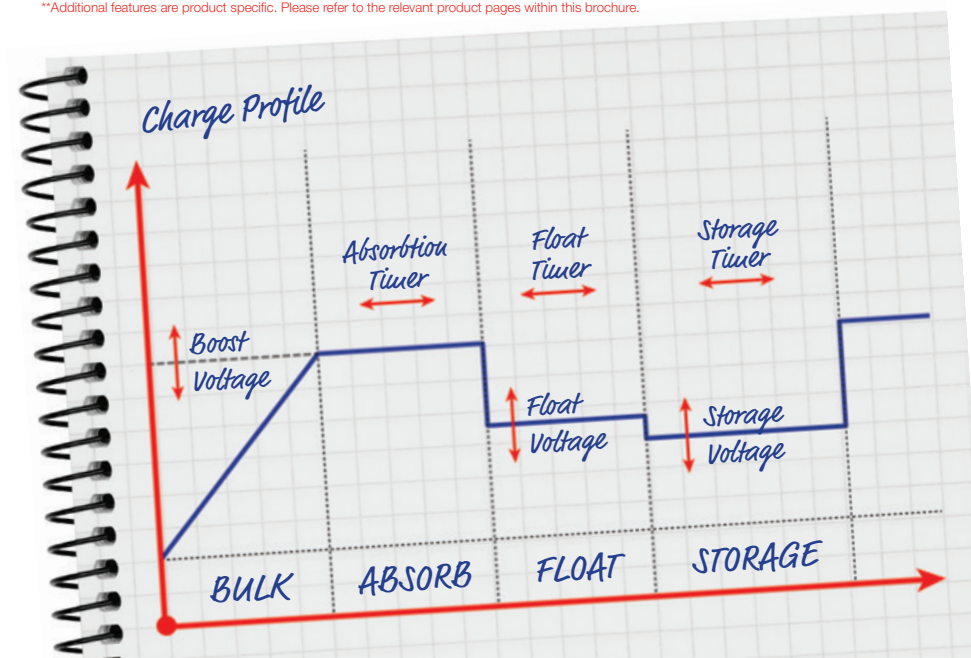 **Additional features are product specific. Please refer to the relevant product pages within this brochure.
Charge Profile
Absorbtion
Timer
Float
Timer
Storage
Timer
Boost
Voltage
Float
Voltage
Storage
Voltage
BULK
ABSORB
FLOAT
STORAGE